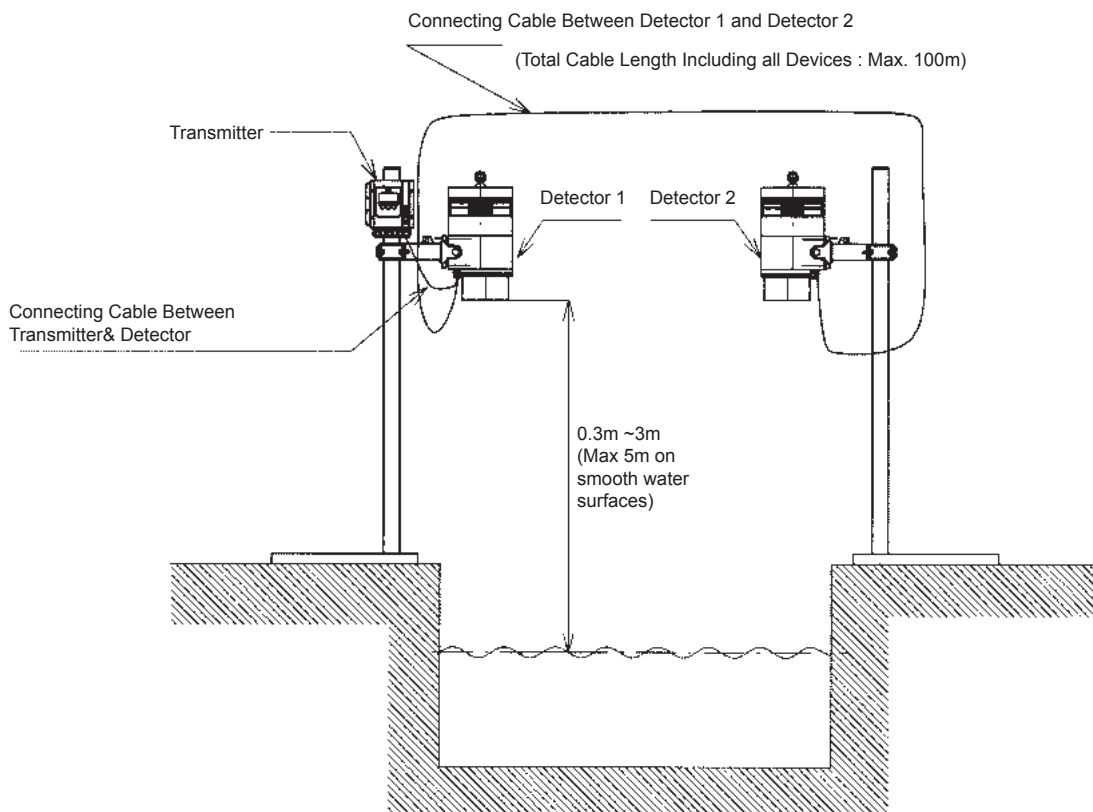 Connecting Cable Between Detector 1 and Detector 2
(Total Cable Length Including all Devices : Max. 100m)
Transmitter
Detector 1
Detector 2
Connecting Cable Between
Transmitter& Detector
0.3m ~3m
(Max 5m on
smooth water
surfaces)